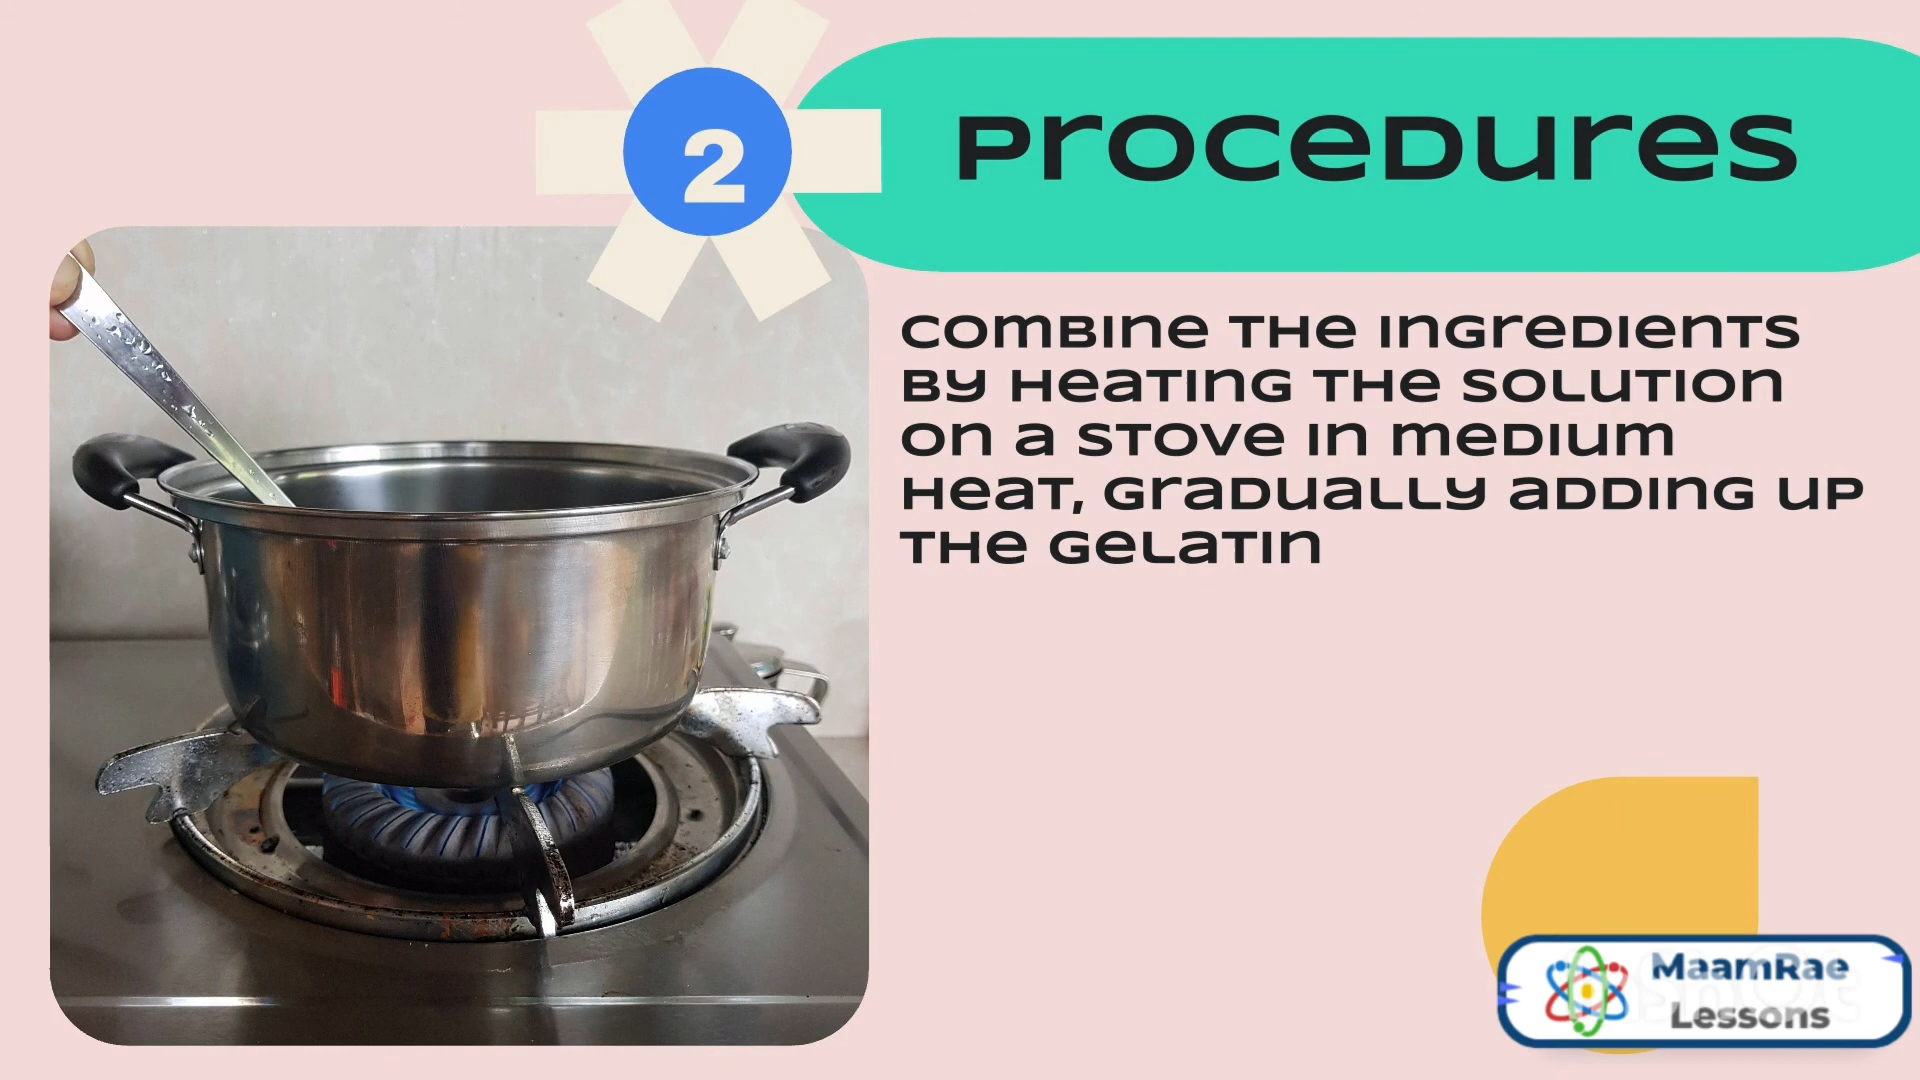 2
Procedures
Combine the ingredients
by heating the solution
on a stove in medium
heat, gradually adding up
the gelatin
MaamRae
Lessons